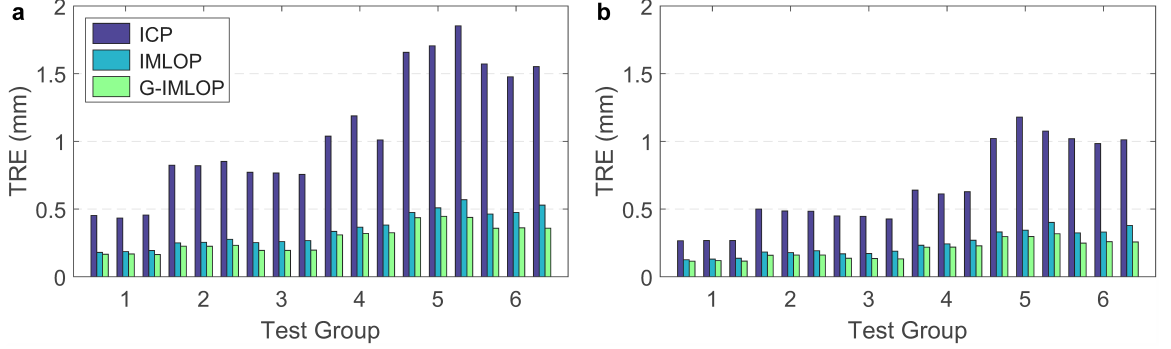 a
2
1.5
1
0.5
0
TRE (mm)
ICP
IMLOP
G-IMLOP
1 2 3 4 5 6
Test Group
b
2
1.5
1
0.5
0
TRE (mm)
1 2 3 4 5 6
Test Group